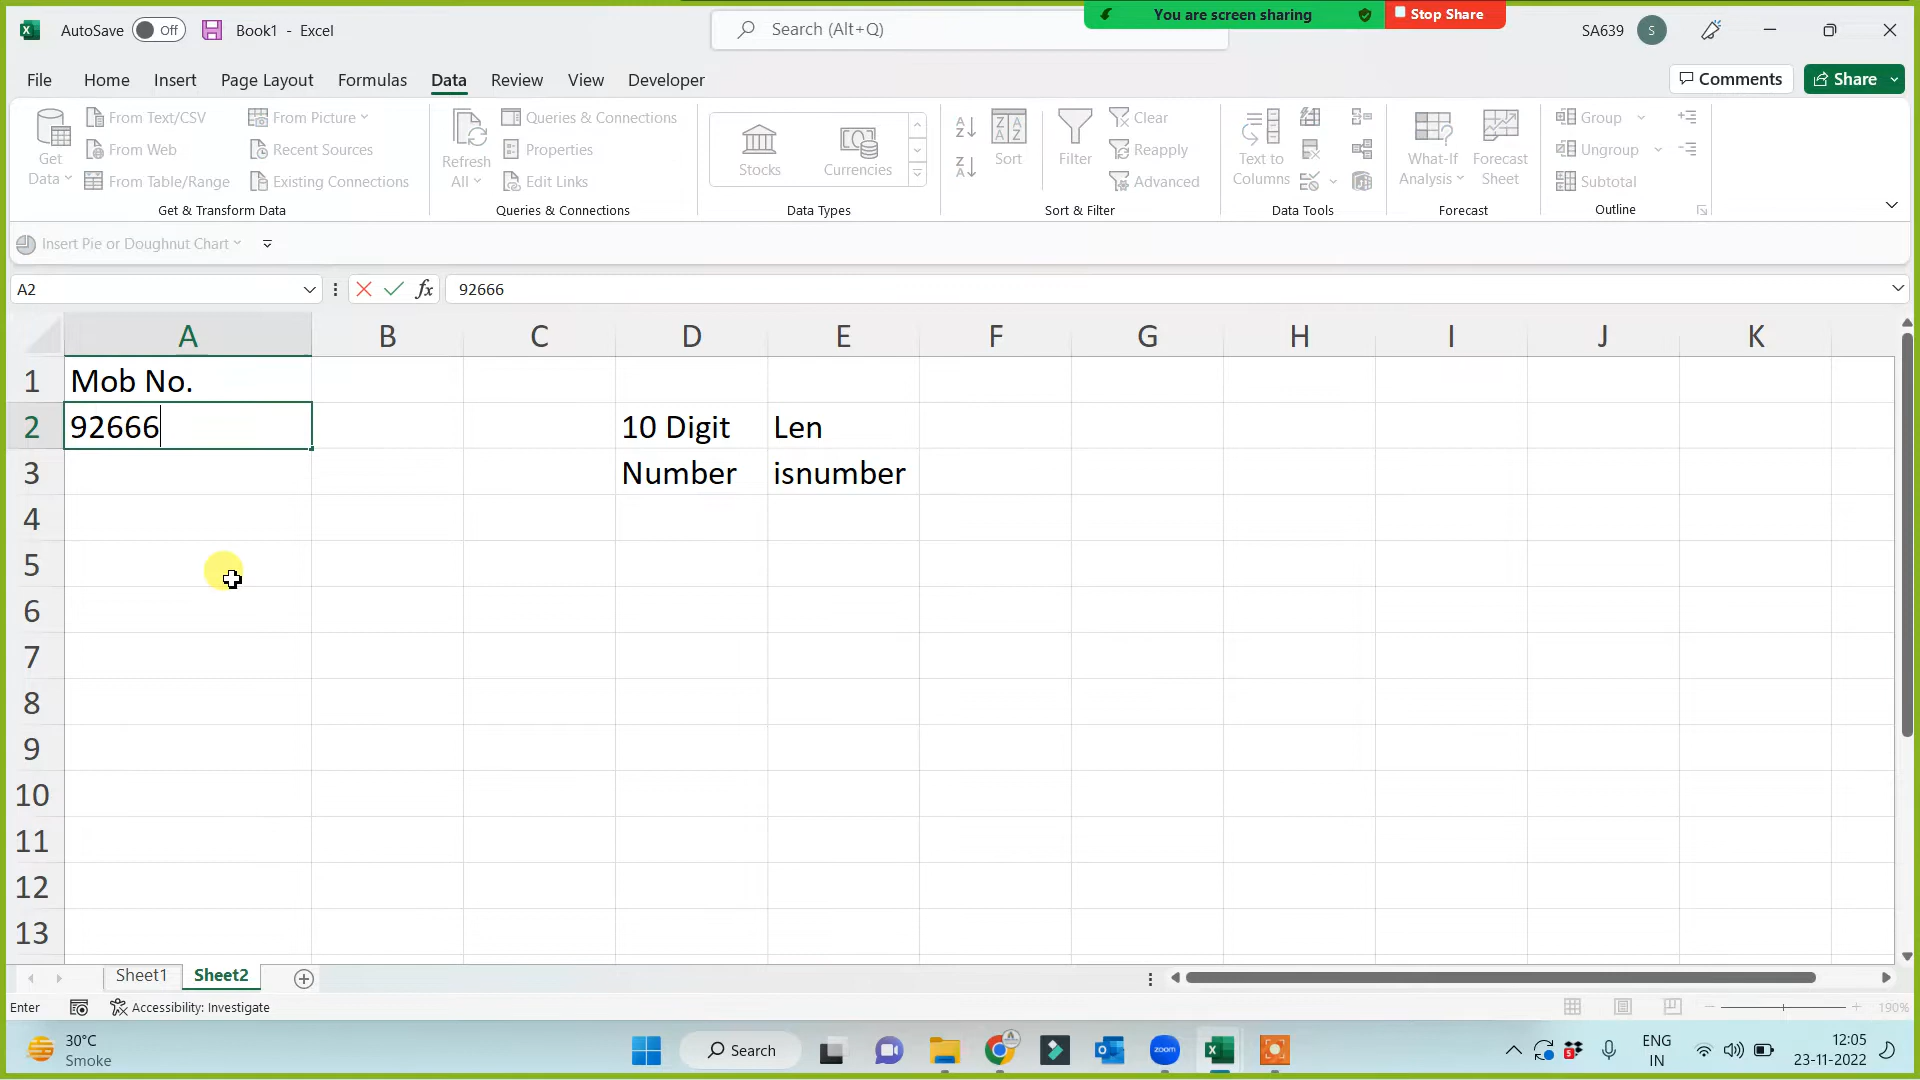 You are screen sharing
Stop Share
AutoSave Off Book1 - Excel
Search (Alt+Q)
SA639 S
File Home Insert Page Layout Formulas Data Review View Developer
Comments Share
Get Data
From Text/CSV
From Web
From Table/Range
From Picture
Recent Sources
Existing Connections
Get & Transform Data
Refresh All
Queries & Connections
Properties
Edit Links
Queries & Connections
Stocks Currencies
Data Types
Sort
Filter
Clear
Reapply
Advanced
Sort & Filter
Text to Columns
Data Tools
What-If Analysis
Forecast Sheet
Forecast
Group
Ungroup
Subtotal
Outline
Insert Pie or Doughnut Chart
A2 fx 92666
A B C D E F G H I J K
1 Mob No.
2 92666 10 Digit Len
3 Number isnumber
4
5
6
7
8
9
10
11
12
13
Sheet1 Sheet2
Enter Accessibility: Investigate 190%
30°C
Smoke
Search
zoom
ENG
IN
12:05
23-11-2022